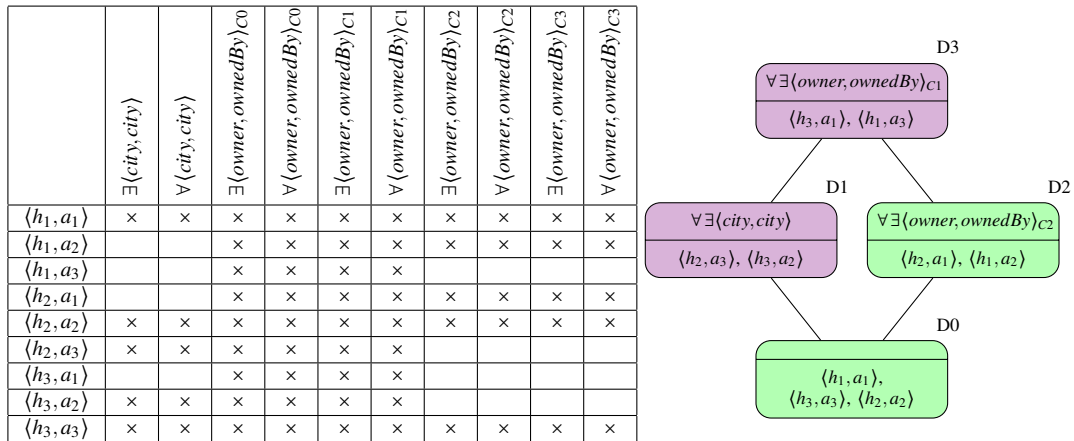 ∃⟨city,city⟩ ∀⟨city,city⟩ ∃⟨owner,ownedBy⟩C0 ∀⟨owner,ownedBy⟩C0 ∃⟨owner,ownedBy⟩C1 ∀⟨owner,ownedBy⟩C1 ∃⟨owner,ownedBy⟩C2 ∀⟨owner,ownedBy⟩C2 ∃⟨owner,ownedBy⟩C3 ∀⟨owner,ownedBy⟩C3
⟨h1,a1⟩ × × × × × × × × × ×
⟨h1,a2⟩ × × × × × × × ×
⟨h1,a3⟩ × × × ×
⟨h2,a1⟩ × × × × × × × ×
⟨h2,a2⟩ × × × × × × × × × ×
⟨h2,a3⟩ × × × × × ×
⟨h3,a1⟩ × × × ×
⟨h3,a2⟩ × × × × × ×
⟨h3,a3⟩ × × × × × × × × × ×
D3
∀∃⟨owner,ownedBy⟩C1
⟨h3,a1⟩, ⟨h1,a3⟩
D1
∀∃⟨city,city⟩
⟨h2,a3⟩, ⟨h3,a2⟩
D2
∀∃⟨owner,ownedBy⟩C2
⟨h2,a1⟩, ⟨h1,a2⟩
D0
⟨h1,a1⟩,
⟨h3,a3⟩, ⟨h2,a2⟩